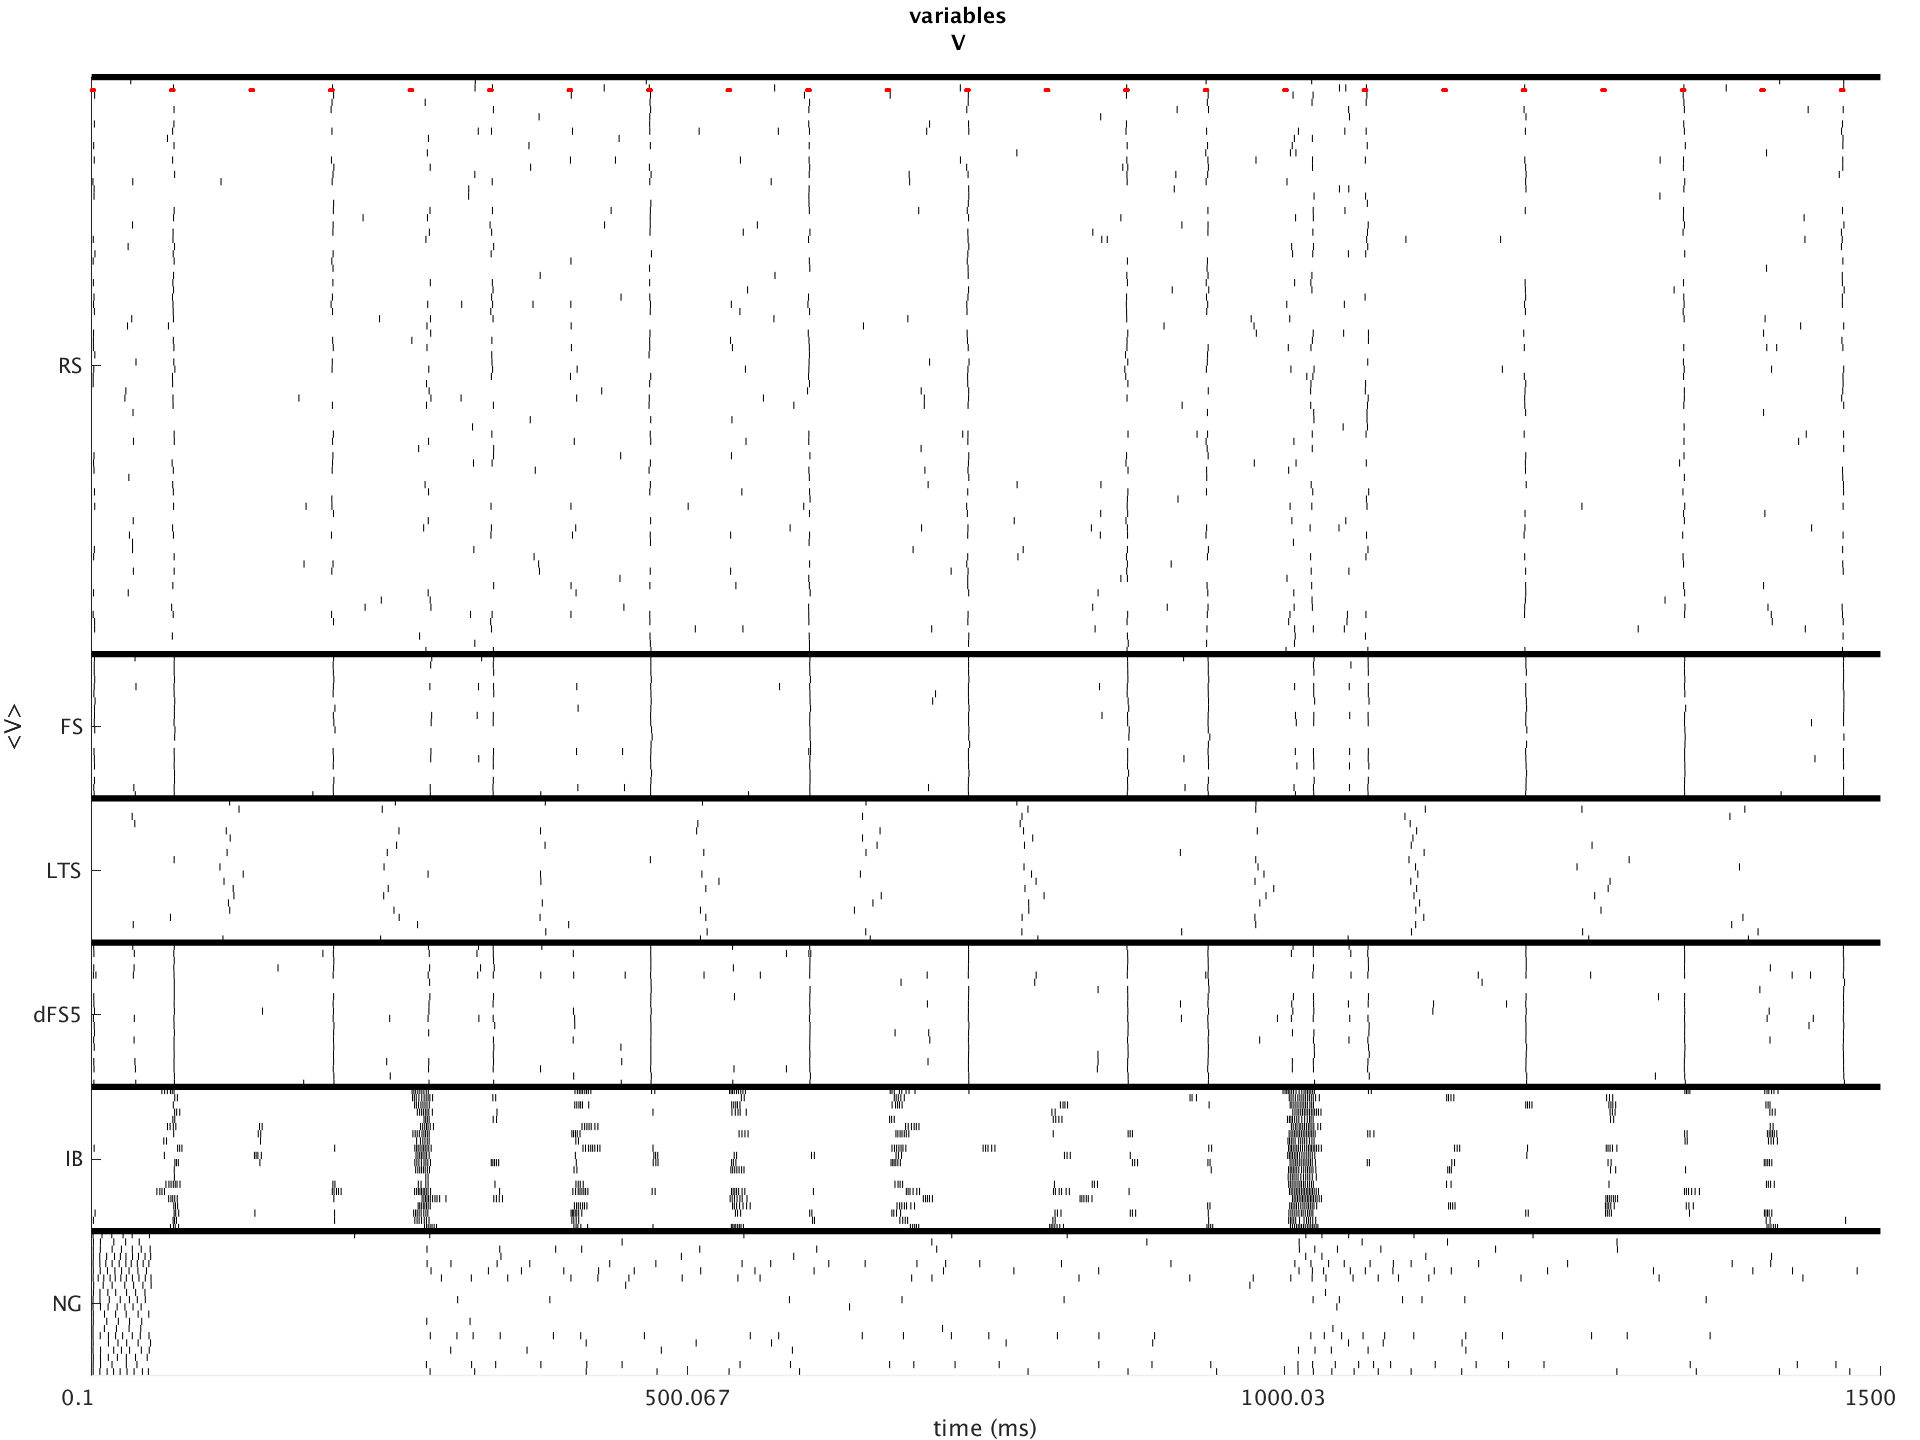 variables
V
RS
FS
<V>
LTS
dFS5
IB
NG
0.1
500.067
1000.03
1500
time (ms)